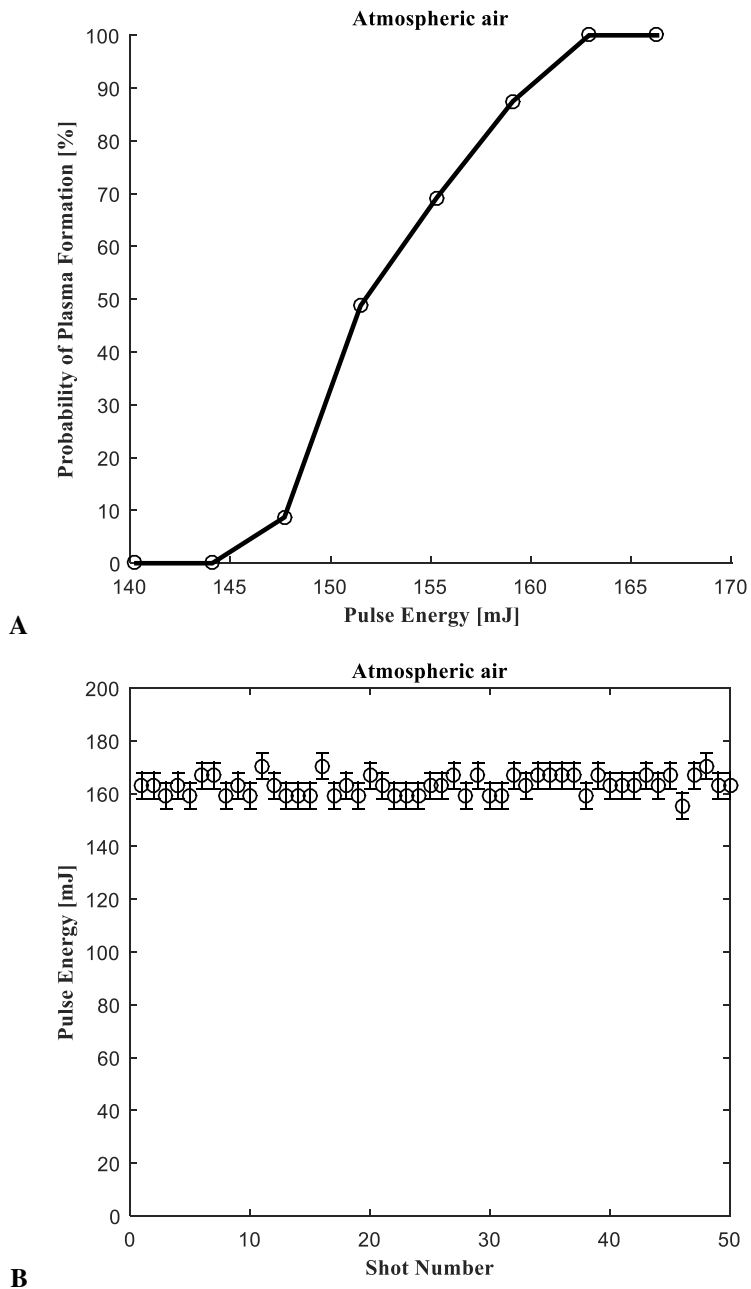 Atmospheric air
100
90
80
70
60
50
40
30
20
10
0
Probability of Plasma Formation [%]
140 145 150 155 160 165 170
Pulse Energy [mJ]
A
Atmospheric air
200
180
160
140
120
100
80
60
40
20
0
Pulse Energy [mJ]
0 10 20 30 40 50
Shot Number
B